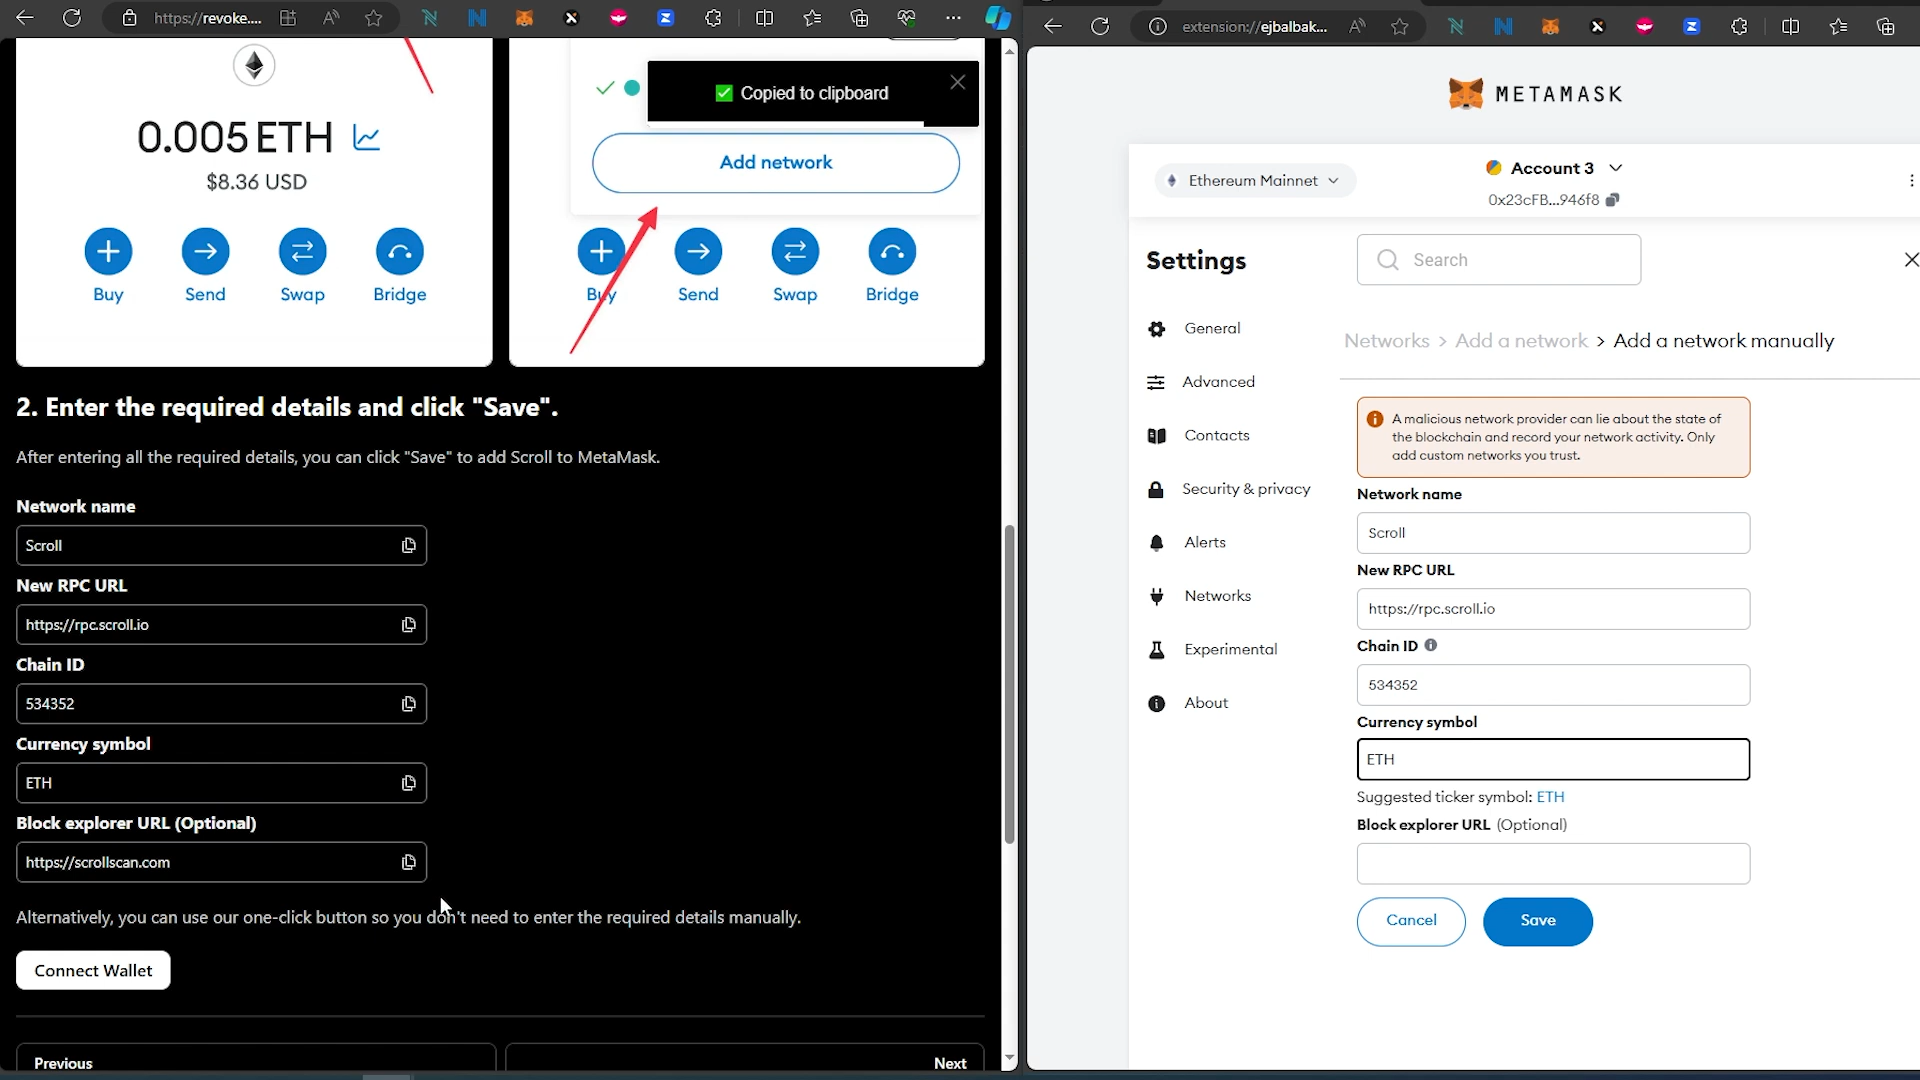 https://revoke....
0.005 ETH
$8.36 USD
Buy
Send
Swap
Bridge
✅ Copied to clipboard
Add network
Buy
Send
Swap
Bridge
2. Enter the required details and click "Save".
After entering all the required details, you can click "Save" to add Scroll to MetaMask.
Network name
Scroll
New RPC URL
https://rpc.scroll.io
Chain ID
534352
Currency symbol
ETH
Block explorer URL (Optional)
https://scrollscan.com
Alternatively, you can use our one-click button so you don't need to enter the required details manually.
Connect Wallet
Previous
Next
extension://ejbalbak...
METAMASK
Ethereum Mainnet
Account 3
0x23cFB...946f8
Settings
Search
General
Advanced
Contacts
Security & privacy
Alerts
Networks
Experimental
About
Networks > Add a network > Add a network manually
A malicious network provider can lie about the state of
the blockchain and record your network activity. Only
add custom networks you trust.
Network name
Scroll
New RPC URL
https://rpc.scroll.io
Chain ID
534352
Currency symbol
ETH
Suggested ticker symbol: ETH
Block explorer URL (Optional)
Cancel
Save